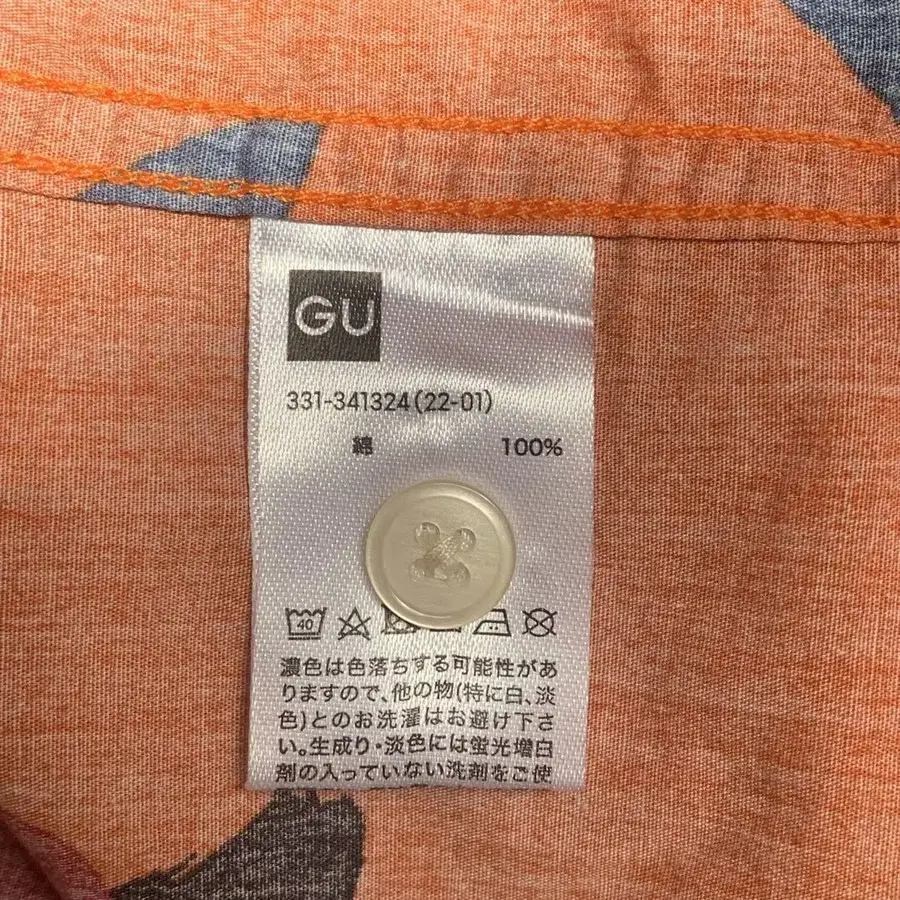 GU
331-341324(22-01)
綿 100%
40
濃色は色落ちする可能性があ
りますので、他の物(特に白、淡
色)とのお洗濯はお避け下さ
い。生成り・淡色には蛍光増白
剤の入っていない洗剤をご使